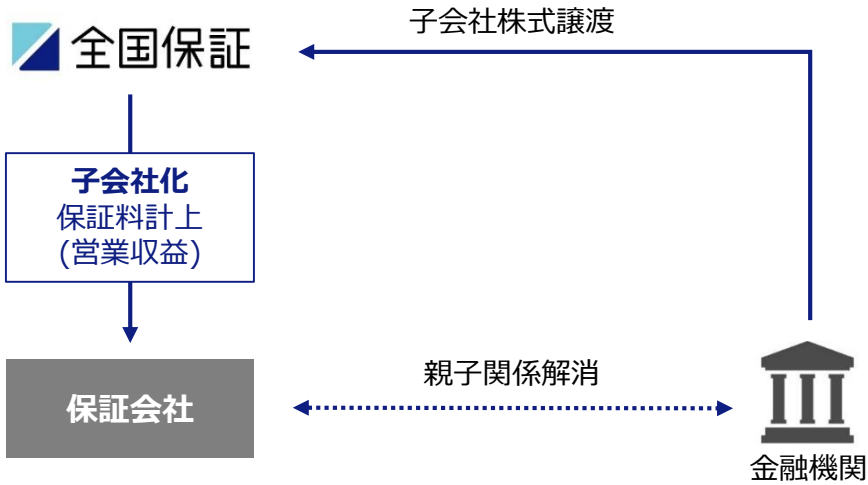 子会社株式譲渡
全国保証
子会社化
保証料計上
(営業収益)
保証会社
親子関係解消
金融機関